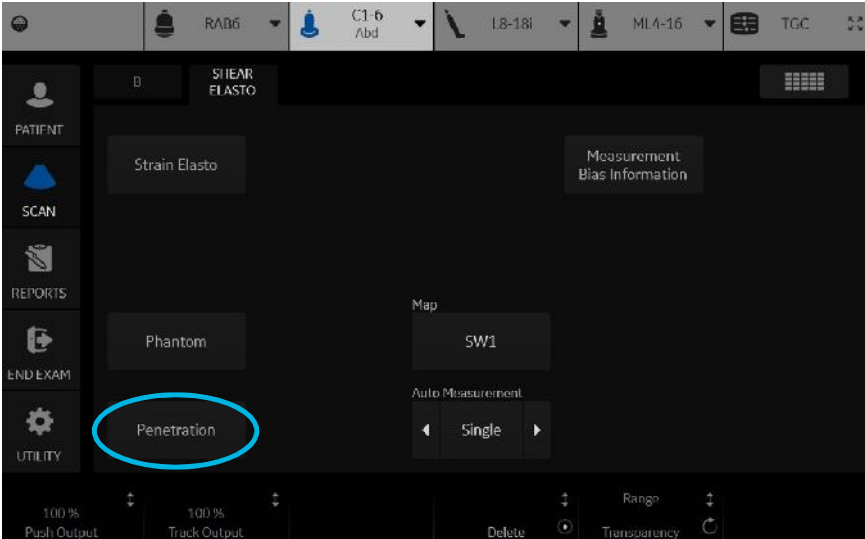 RAB6
C1-6
Abd
L8-18i
ML4-16
TGC
B
SHEAR
ELASTO
PATIENT
SCAN
REPORTS
END EXAM
UTILITY
Strain Elasto
Measurement
Bias Information
Phantom
Map
SW1
Penetration
Auto Measurement
Single
100 %
Push Output
100 %
Track Output
Delete
Range
Transparency